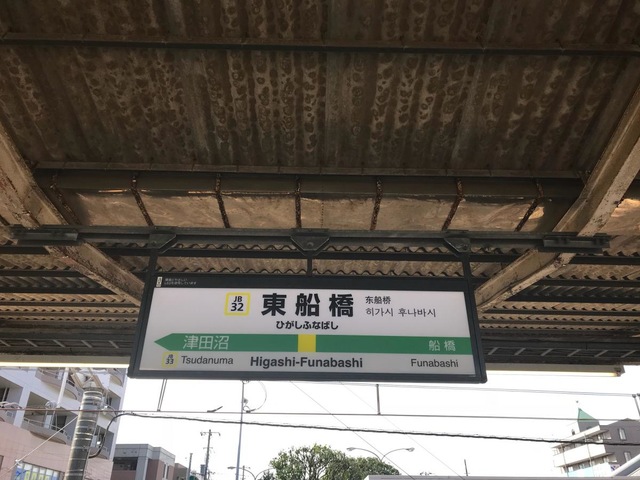 JB
32
東船橋
东船桥
히가시 후나바시
ひがしふなばし
津田沼
船橋
JB
33
Tsudanuma
Higashi-Funabashi
Funabashi